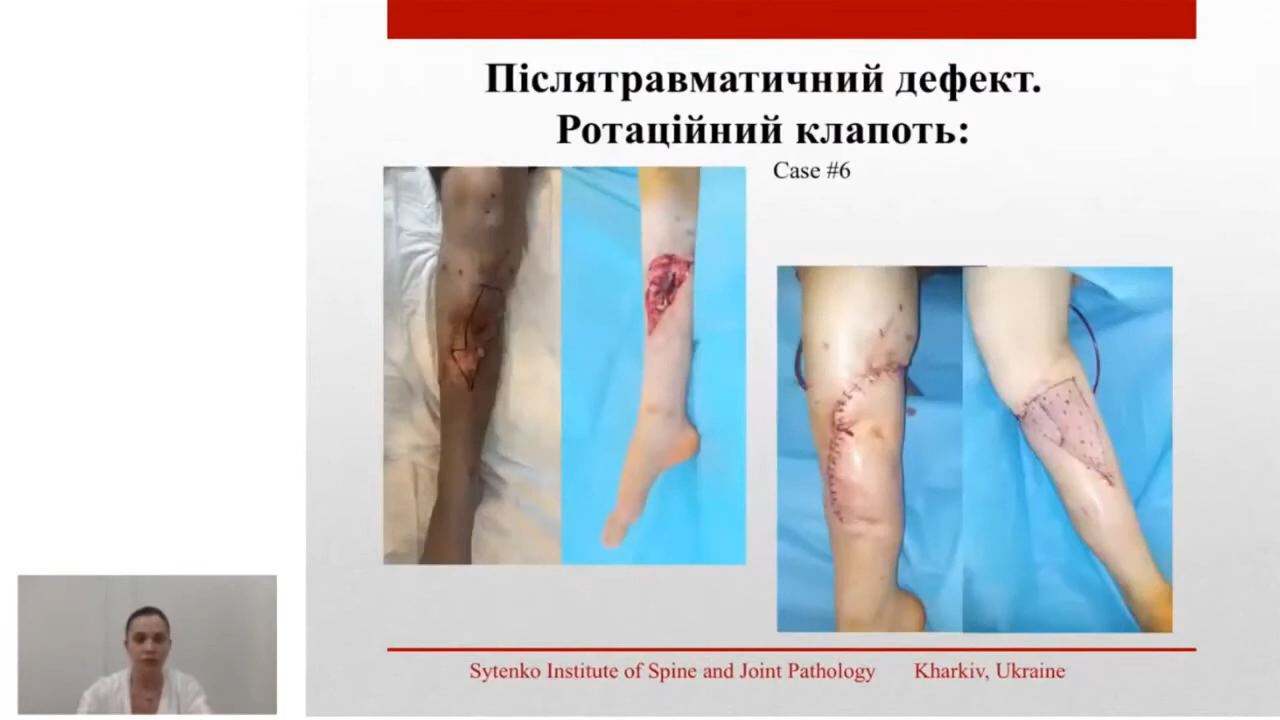 Післятравматичний дефект.
Ротаційний клапоть:
Case #6
Sytenko Institute of Spine and Joint Pathology Kharkiv, Ukraine